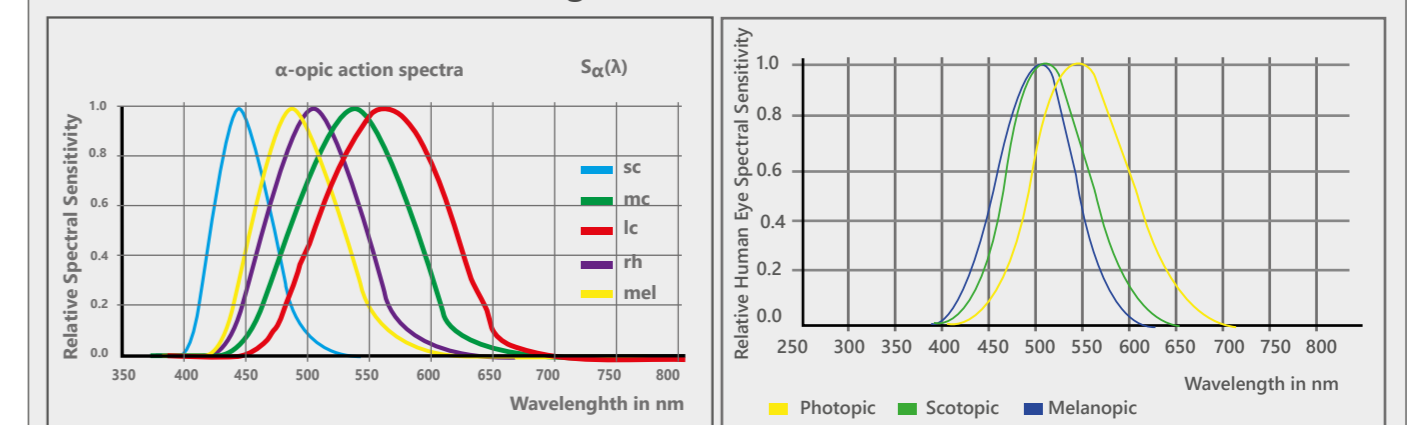 α-opic action spectra
Sα(λ)
Relative Spectral Sensitivity
1.0
0.8
0.6
0.4
0.2
0.0
350 400 450 500 550 600 650 700 750 800
Wavelenghth in nm
sc
mc
lc
rh
mel
Relative Human Eye Spectral Sensitivity
1.0
0.8
0.6
0.4
0.2
0.0
250 300 350 400 450 500 550 600 650 700 750 800
Wavelength in nm
Photopic Scotopic Melanopic